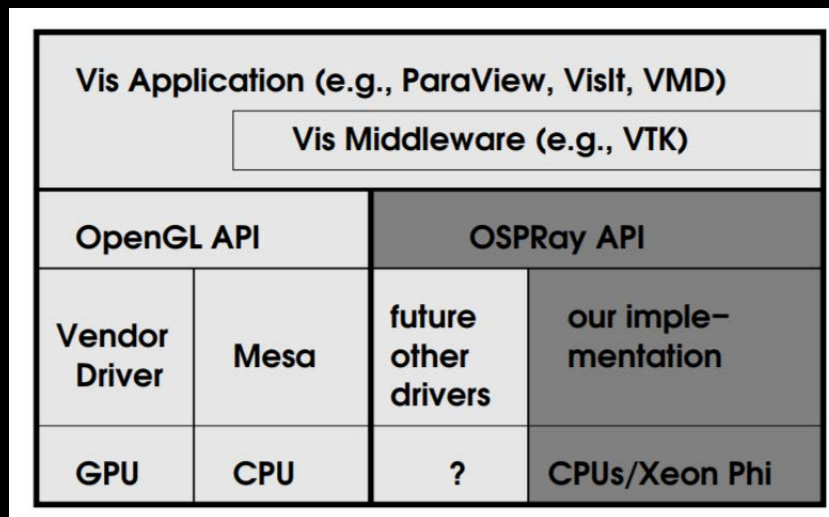 Vis Application (e.g., ParaView, VisIt, VMD)
Vis Middleware (e.g., VTK)
OpenGL API
OSPRay API
Vendor
Driver
Mesa
future
other
drivers
our imple-
mentation
GPU
CPU
?
CPUs/Xeon Phi